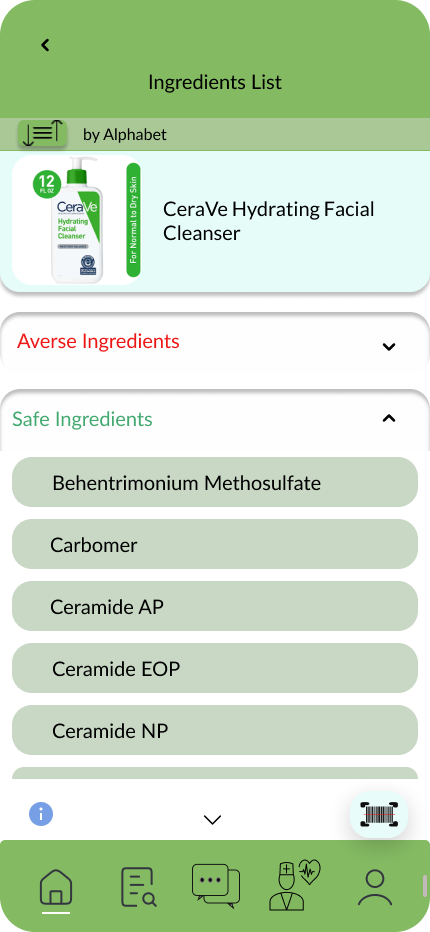 Ingredients List
by Alphabet
12
FL OZ
CeraVe
Hydrating
Facial
Cleanser
For Normal to Dry Skin
CeraVe Hydrating Facial
Cleanser
Averse Ingredients
Safe Ingredients
Behentrimonium Methosulfate
Carbomer
Ceramide AP
Ceramide EOP
Ceramide NP